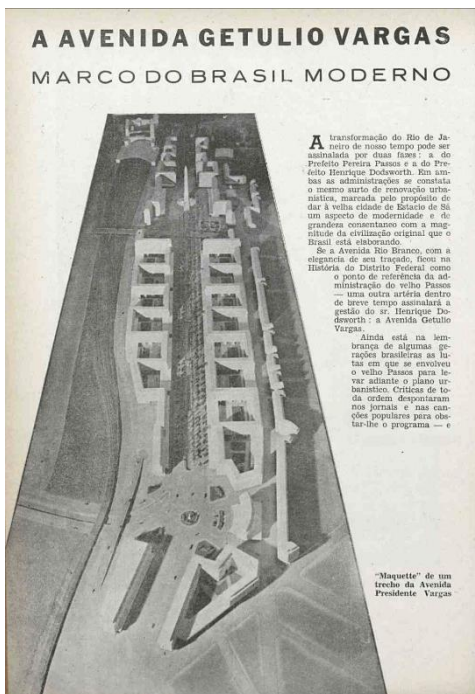 A AVENIDA GETULIO VARGAS
MARCO DO BRASIL MODERNO
A transformação do Rio de Ja-
neiro de nosso tempo pode ser
assinalada por duas fases: a do
Prefeito Pereira Passos e a do Pre-
feito Henrique Dodsworth. Em am-
bas as administrações se constata
o mesmo surto de renovação urba-
nistica, marcada pelo propósito de
dar à velha cidade de Estacio de Sá
um aspecto de modernidade e de
grandeza consentaneo com a mag-
nitude da civilização original que o
Brasil está elaborando.
Se a Avenida Rio Branco, com a
elegancia de seu traçado, ficou na
História do Distrito Federal como
o ponto de referência da ad-
ministração do velho Passos
— uma outra artéria dentro
de breve tempo assinalará a
gestão do sr. Henrique Do-
dsworth: a Avenida Getulio
Vargas.
Ainda está na lem-
brança de algumas ge-
rações brasileiras as lu-
tas em que se envolveu
o velho Passos para le-
var adiante o plano ur-
banistico. Críticas de to-
da ordem despontaram
nos jornais e nas can-
ções populares para obs-
tar-lhe o programa — e
"Maquette" de um
trecho da Avenida
Presidente Vargas